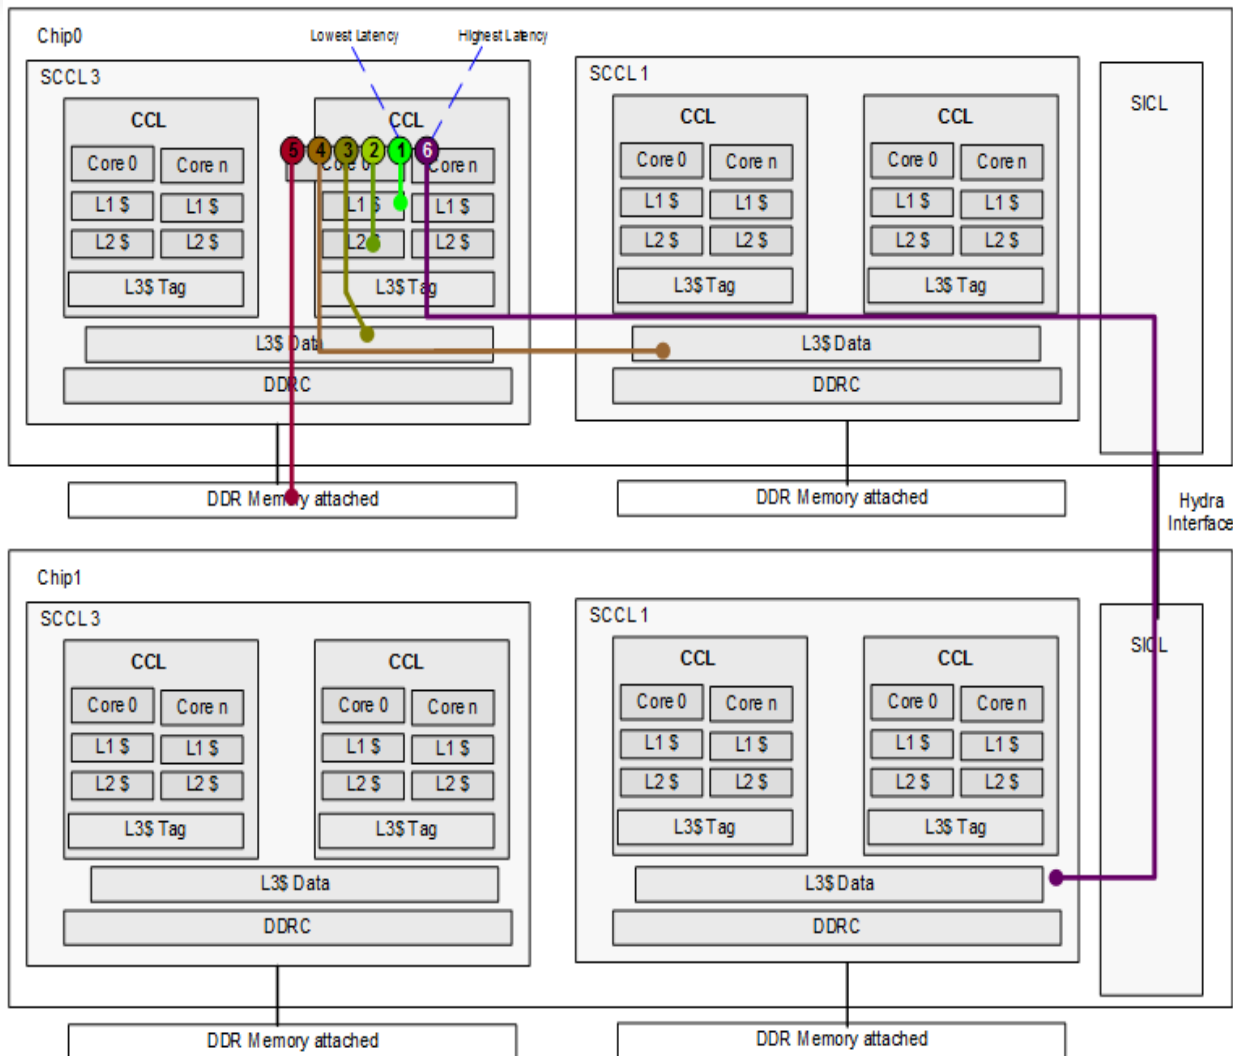 Chip0
Lowest Latency
Highest Latency
SCCL 3
SCCL 1
SICL
CCL
CCL
CCL
CCL
5 4 3 2 1 6
Core 0
Core n
Core 0
Core n
Core 0
Core n
Core 0
Core n
L1 $
L1 $
L1 $
L1 $
L1 $
L1 $
L1 $
L1 $
L2 $
L2 $
L2 $
L2 $
L2 $
L2 $
L2 $
L2 $
L3$ Tag
L3$ Tag
L3$ Tag
L3$ Tag
L3$ Data
L3$ Data
DDRC
DDRC
DDR Memory attached
DDR Memory attached
Hydra
Interface
Chip1
SCCL 3
SCCL 1
SICL
CCL
CCL
CCL
CCL
Core 0
Core n
Core 0
Core n
Core 0
Core n
Core 0
Core n
L1 $
L1 $
L1 $
L1 $
L1 $
L1 $
L1 $
L1 $
L2 $
L2 $
L2 $
L2 $
L2 $
L2 $
L2 $
L2 $
L3$ Tag
L3$ Tag
L3$ Tag
L3$ Tag
L3$ Data
L3$ Data
DDRC
DDRC
DDR Memory attached
DDR Memory attached